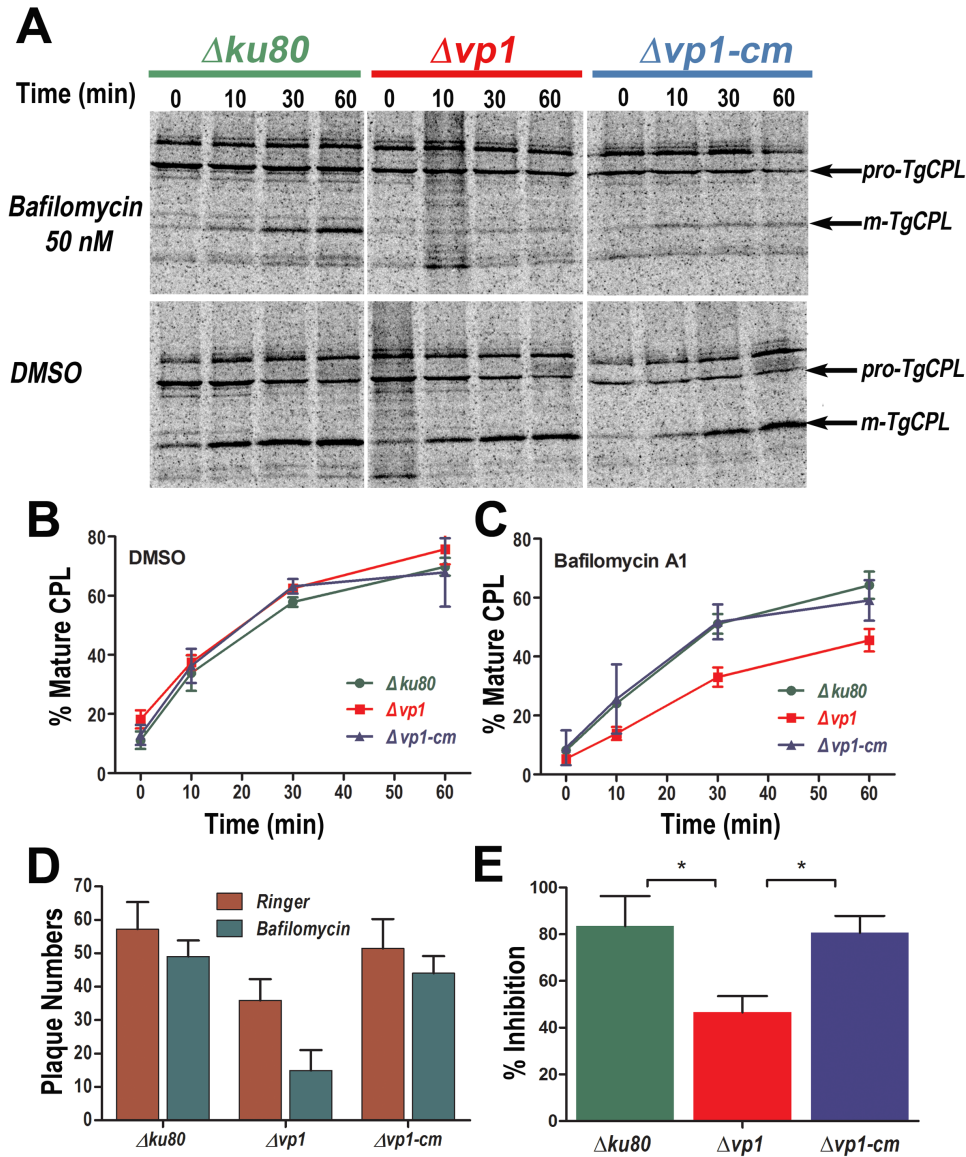 A
Δku80 Δvp1 Δvp1-cm
Time (min) 0 10 30 60 0 10 30 60 0 10 30 60
Bafilomycin
50 nM
pro-TgCPL
m-TgCPL
DMSO
pro-TgCPL
m-TgCPL
B
DMSO
% Mature CPL
80
60
40
20
0
Δku80
Δvp1
Δvp1-cm
0 10 20 30 40 50 60
Time (min)
C
Bafilomycin A1
% Mature CPL
80
60
40
20
0
Δku80
Δvp1
Δvp1-cm
0 10 20 30 40 50 60
Time (min)
D
Plaque Numbers
70
60
50
40
30
20
10
0
Ringer
Bafilomycin
Δku80 Δvp1 Δvp1-cm
E
% Inhibition
100
80
60
40
20
0
* *
Δku80 Δvp1 Δvp1-cm